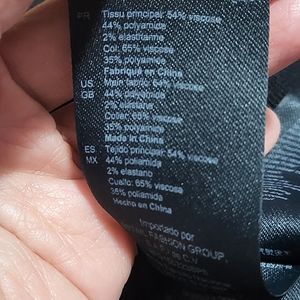 FR Tissu principal: 54% viscose
44% polyamide
2% élasthanne
Col: 65% viscose
35% polyamide
Fabriqué en China
US Main fabric: 54% viscose
GB 44% polyamide
2% elastane
Collar: 65% viscose
35% polyamide
Made in China
ES Tejido principal: 54% viscosa
MX 44% poliamida
2% elastano
Cuello: 65% viscosa
35% poliamida
Hecho en China
Importado por
FASHION GROUP,